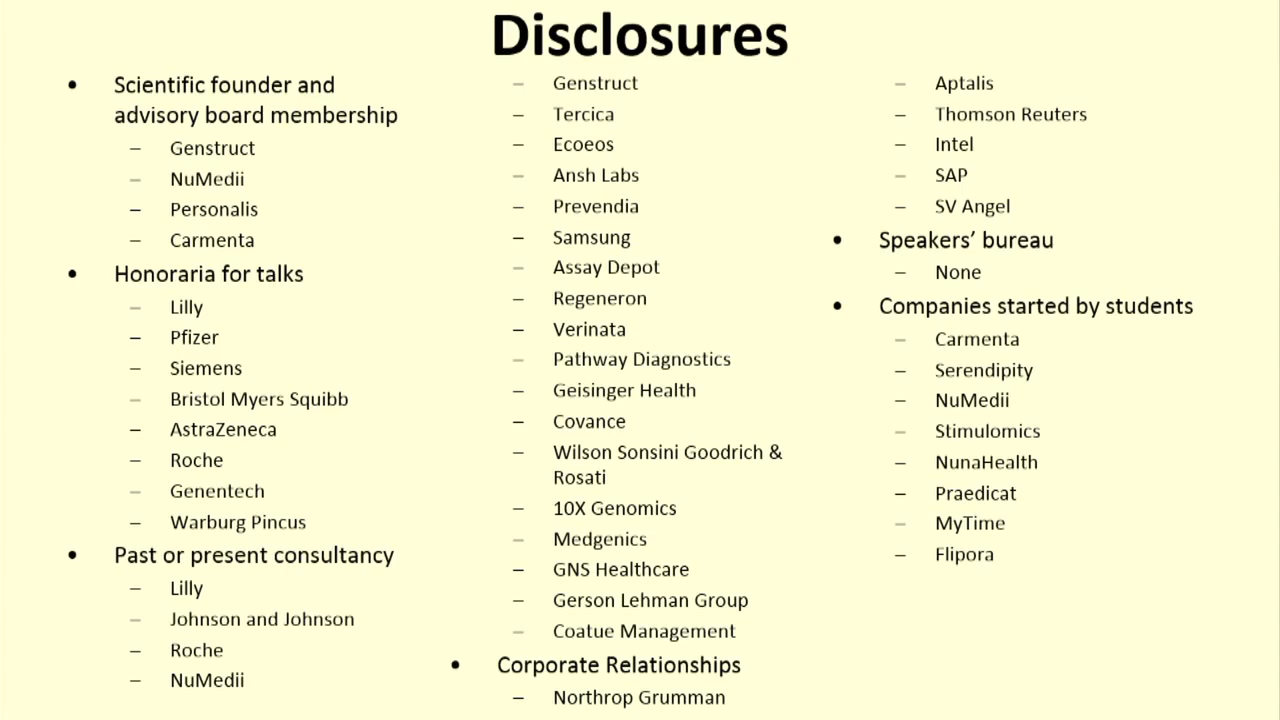 Disclosures
• Scientific founder and
advisory board membership
– Genstruct
– NuMedii
– Personalis
– Carmenta
• Honoraria for talks
– Lilly
– Pfizer
– Siemens
– Bristol Myers Squibb
– AstraZeneca
– Roche
– Genentech
– Warburg Pincus
• Past or present consultancy
– Lilly
– Johnson and Johnson
– Roche
– NuMedii
– Genstruct
– Tercica
– Ecoeos
– Ansh Labs
– Prevendia
– Samsung
– Assay Depot
– Regeneron
– Verinata
– Pathway Diagnostics
– Geisinger Health
– Covance
– Wilson Sonsini Goodrich &
Rosati
– 10X Genomics
– Medgenics
– GNS Healthcare
– Gerson Lehman Group
– Coatue Management
• Corporate Relationships
– Northrop Grumman
– Aptalis
– Thomson Reuters
– Intel
– SAP
– SV Angel
• Speakers’ bureau
– None
• Companies started by students
– Carmenta
– Serendipity
– NuMedii
– Stimulomics
– NunaHealth
– Praedicat
– MyTime
– Flipora